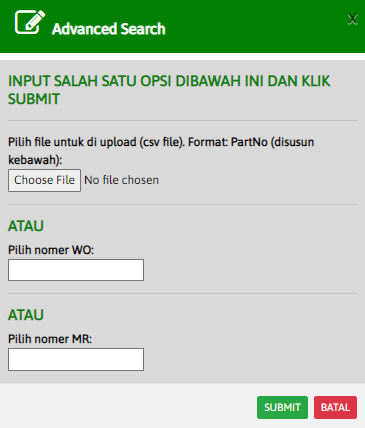 Advanced Search
x
INPUT SALAH SATU OPSI DIBAWAH INI DAN KLIK
SUBMIT
Pilih file untuk di upload (csv file). Format: PartNo (disusun
kebawah):
Choose File No file chosen
ATAU
Pilih nomer WO:
ATAU
Pilih nomer MR:
SUBMIT BATAL